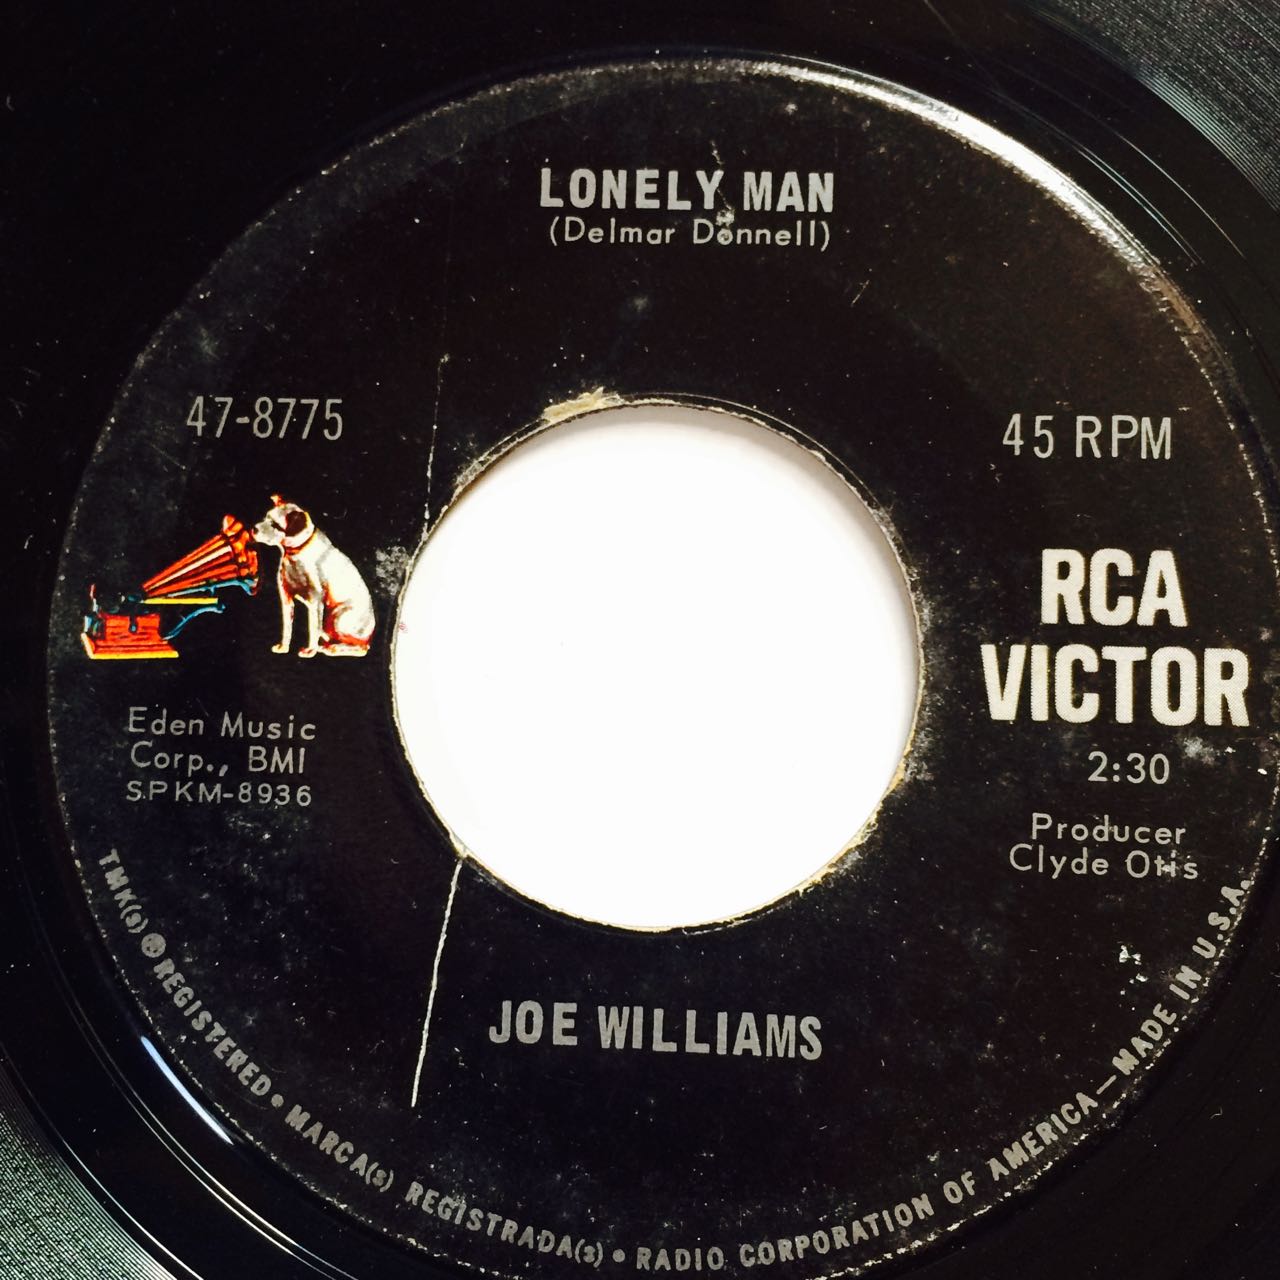 LONELY MAN
(Delmar Donnell)
47-8775
45 RPM
RCA
VICTOR
Eden Music
Corp., BMI
SPKM-8936
2:30
Producer
Clyde Otis
JOE WILLIAMS
TMK(s) ® REGISTERED • MARCA(s) REGISTRADA(s) • RADIO CORPORATION OF AMERICA—MADE IN U.S.A.